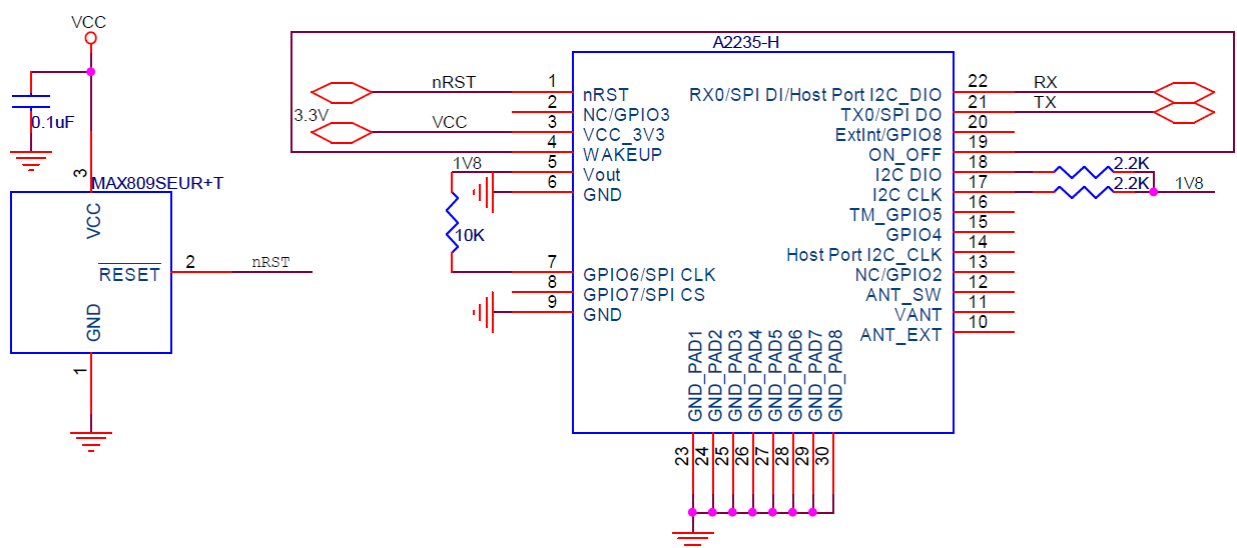 VCC
0.1uF
3
MAX809SEUR+T
VCC
RESET
2
nRST
GND
1
A2235-H
nRST
3.3V
VCC
1V8
10K
1
nRST
2
NC/GPIO3
3
VCC_3V3
4
WAKEUP
5
Vout
6
GND
7
GPIO6/SPI CLK
8
GPIO7/SPI CS
9
GND
RX0/SPI DI/Host Port I2C_DIO
22
RX
TX0/SPI DO
21
TX
ExtInt/GPIO8
20
ON_OFF
19
I2C DIO
18
2.2K
I2C CLK
17
2.2K
1V8
TM_GPIO5
16
GPIO4
15
Host Port I2C_CLK
14
NC/GPIO2
13
ANT_SW
12
VANT
11
ANT_EXT
10
GND_PAD1
GND_PAD2
GND_PAD3
GND_PAD4
GND_PAD5
GND_PAD6
GND_PAD7
GND_PAD8
23
24
25
26
27
28
29
30